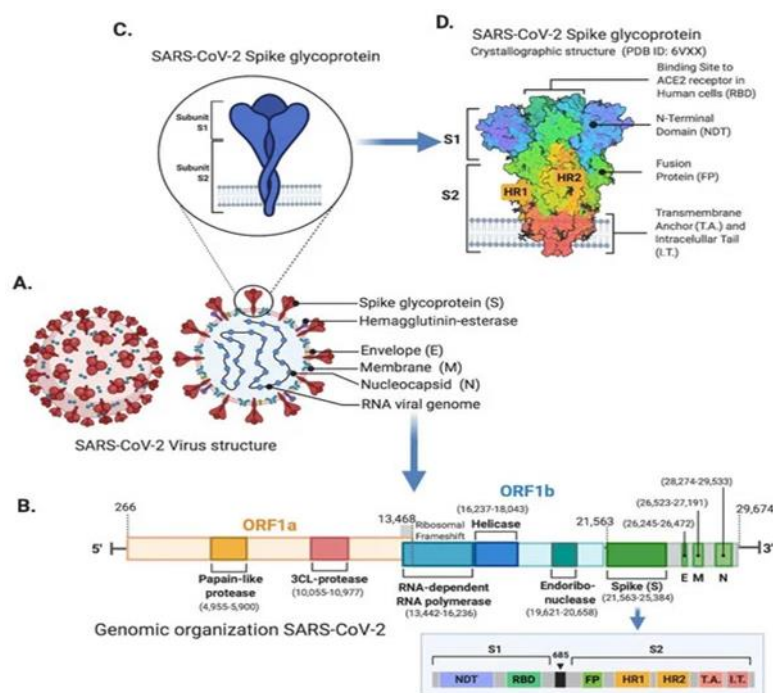 C.
SARS-CoV-2 Spike glycoprotein
Subunit
S1
Subunit
S2
D.
SARS-CoV-2 Spike glycoprotein
Crystallographic structure (PDB ID: 6VXX)
Binding Site to
ACE2 receptor in
Human cells (RBD)
S1
N-Terminal
Domain (NDT)
S2
HR1
HR2
Fusion
Protein (FP)
Transmembrane
Anchor (T.A.) and
Intracelullar Tail
(I.T.)
A.
Spike glycoprotein (S)
Hemagglutinin-esterase
Envelope (E)
Membrane (M)
Nucleocapsid (N)
RNA viral genome
SARS-CoV-2 Virus structure
B.
266
ORF1a
13,468
Ribosomal
Frameshift
ORF1b
(16,237-18,043)
Helicase
21,563
(28,274-29,533)
(26,523-27,191)
(26,245-26,472)
29,674
5'
3'
Papain-like
protease
(4,955-5,900)
3CL-protease
(10,055-10,977)
RNA-dependent
RNA polymerase
(13,442-16,236)
Endoribo-
nuclease
(19,621-20,658)
Spike (S)
(21,563-25,384)
E M N
Genomic organization SARS-CoV-2
S1 685 S2
NDT RBD FP HR1 HR2 T.A. I.T.